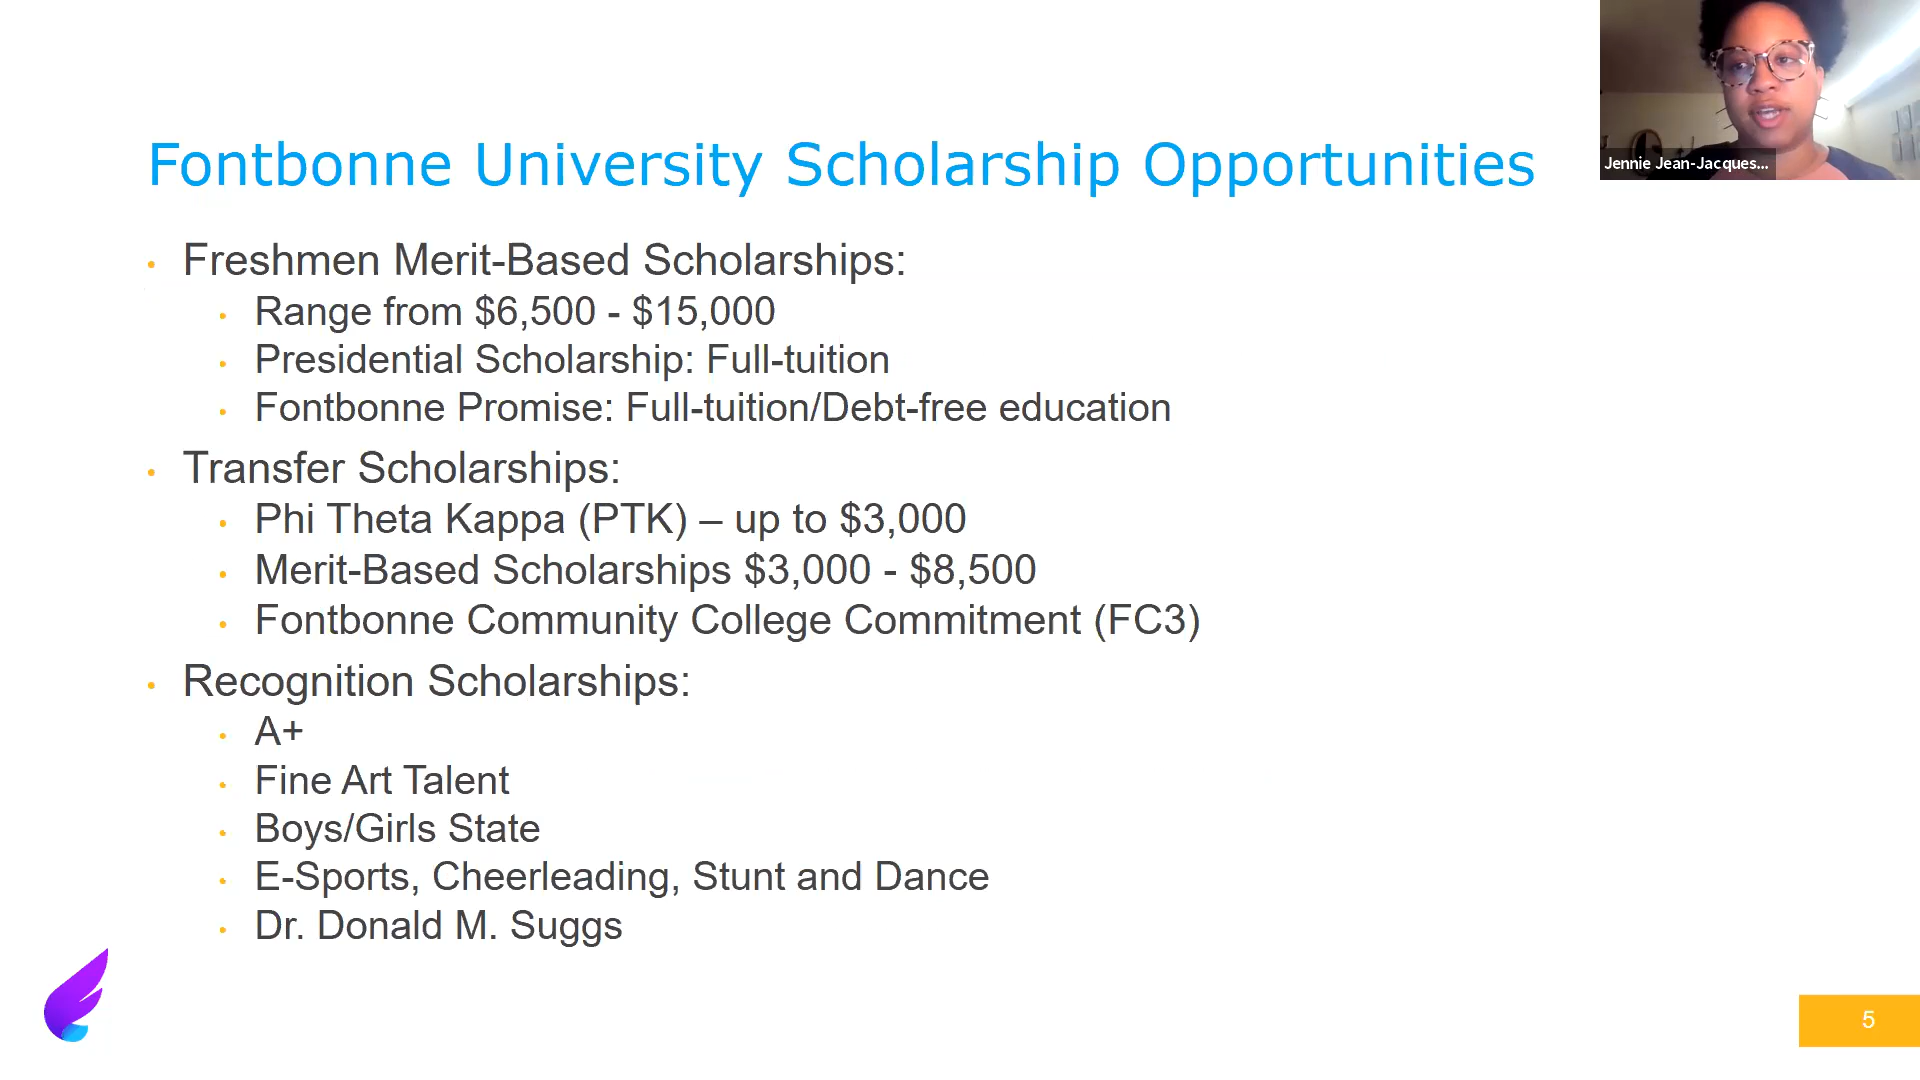 Fontbonne University Scholarship Opportunities
Jennie Jean-Jacques...
Freshmen Merit-Based Scholarships:
Range from $6,500 - $15,000
Presidential Scholarship: Full-tuition
Fontbonne Promise: Full-tuition/Debt-free education
Transfer Scholarships:
Phi Theta Kappa (PTK) – up to $3,000
Merit-Based Scholarships $3,000 - $8,500
Fontbonne Community College Commitment (FC3)
Recognition Scholarships:
A+
Fine Art Talent
Boys/Girls State
E-Sports, Cheerleading, Stunt and Dance
Dr. Donald M. Suggs
5